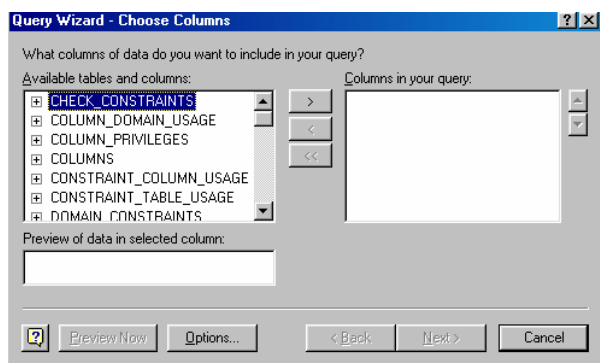 Query Wizard - Choose Columns
What columns of data do you want to include in your query?
Available tables and columns:
Columns in your query:
CHECK_CONSTRAINTS
COLUMN_DOMAIN_USAGE
COLUMN_PRIVILEGES
COLUMNS
CONSTRAINT_COLUMN_USAGE
CONSTRAINT_TABLE_USAGE
DOMAIN_CONSTRAINTS
>
<
<<
Preview of data in selected column:
Preview Now
Options...
< Back
Next >
Cancel